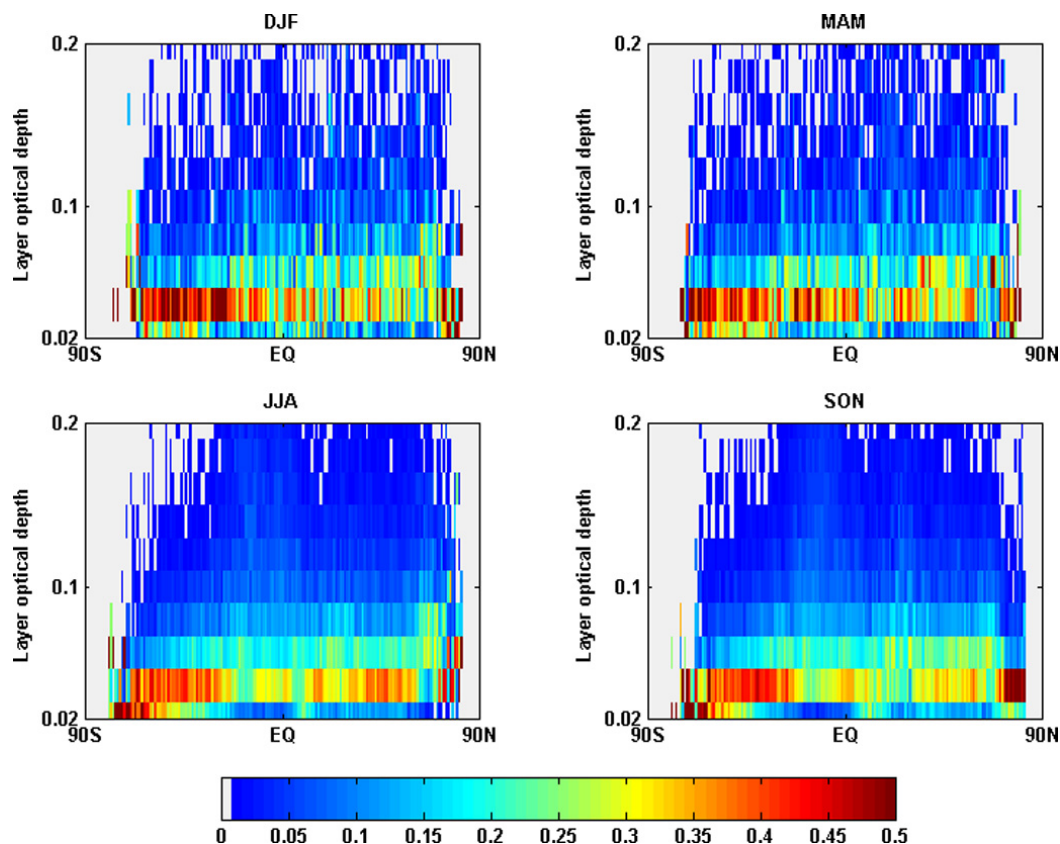 DJF
MAM
0.2
0.1
0.02
Layer optical depth
90S EQ 90N
0.2
0.1
0.02
Layer optical depth
90S EQ 90N
JJA
SON
0.2
0.1
0.02
Layer optical depth
90S EQ 90N
0.2
0.1
0.02
Layer optical depth
90S EQ 90N
0 0.05 0.1 0.15 0.2 0.25 0.3 0.35 0.4 0.45 0.5